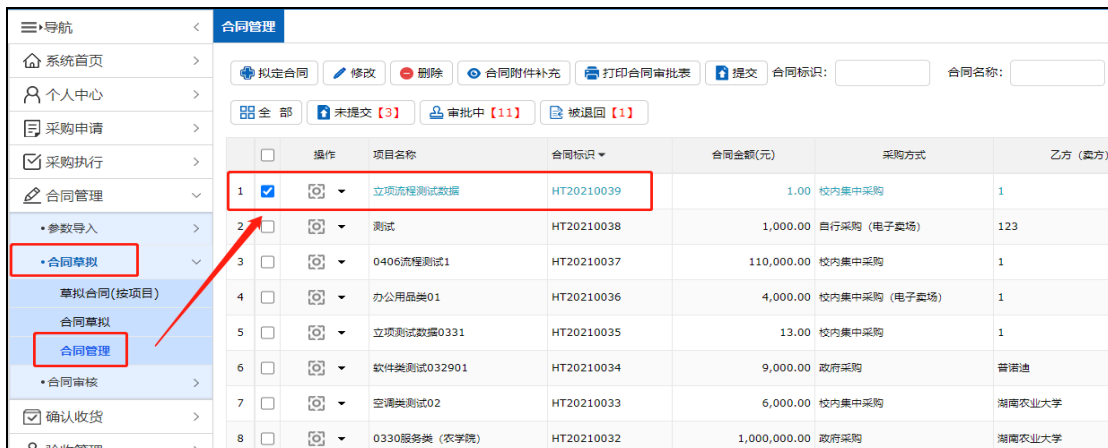 导航
合同管理
系统首页
个人中心
采购申请
采购执行
合同管理
•参数导入
•合同草拟
草拟合同(按项目)
合同草拟
合同管理
•合同审核
确认收货
拟定合同 修改 删除 合同附件补充 打印合同审批表 提交 合同标识： 合同名称：
全 部 未提交【3】 审批中【11】 被退回【1】
操作 项目名称 合同标识 合同金额(元) 采购方式 乙方（卖方）
1 立项流程测试数据 HT20210039 1.00 校内集中采购 1
2 测试 HT20210038 1,000.00 自行采购（电子卖场） 123
3 0406流程测试1 HT20210037 110,000.00 校内集中采购 1
4 办公用品类01 HT20210036 4,000.00 校内集中采购（电子卖场） 1
5 立项测试数据0331 HT20210035 13.00 校内集中采购 1
6 软件类测试032901 HT20210034 9,000.00 政府采购 普诺迪
7 空调类测试02 HT20210033 6,000.00 校内集中采购 湖南农业大学
8 0330服务类（农学院） HT20210032 1,000,000.00 政府采购 湖南农业大学